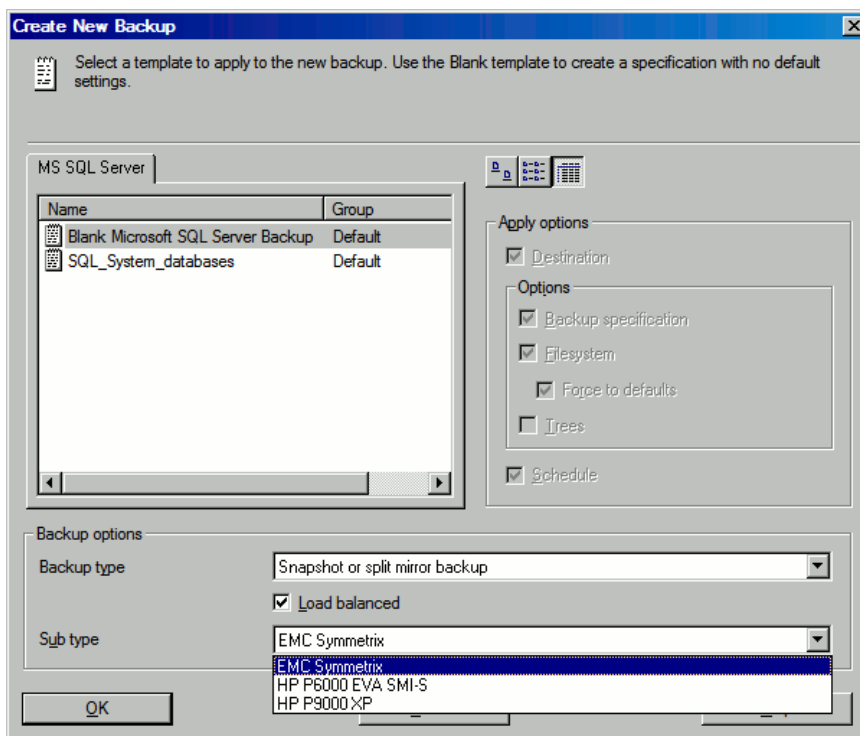 Create New Backup
Select a template to apply to the new backup. Use the Blank template to create a specification with no default
settings.
MS SQL Server
Name Group
Blank Microsoft SQL Server Backup Default
SQL_System_databases Default
Apply options
Destination
Options
Backup specification
Filesystem
Force to defaults
Trees
Schedule
Backup options
Backup type Snapshot or split mirror backup
Load balanced
Sub type EMC Symmetrix
EMC Symmetrix
HP P6000 EVA SMI-S
HP P9000 XP
OK